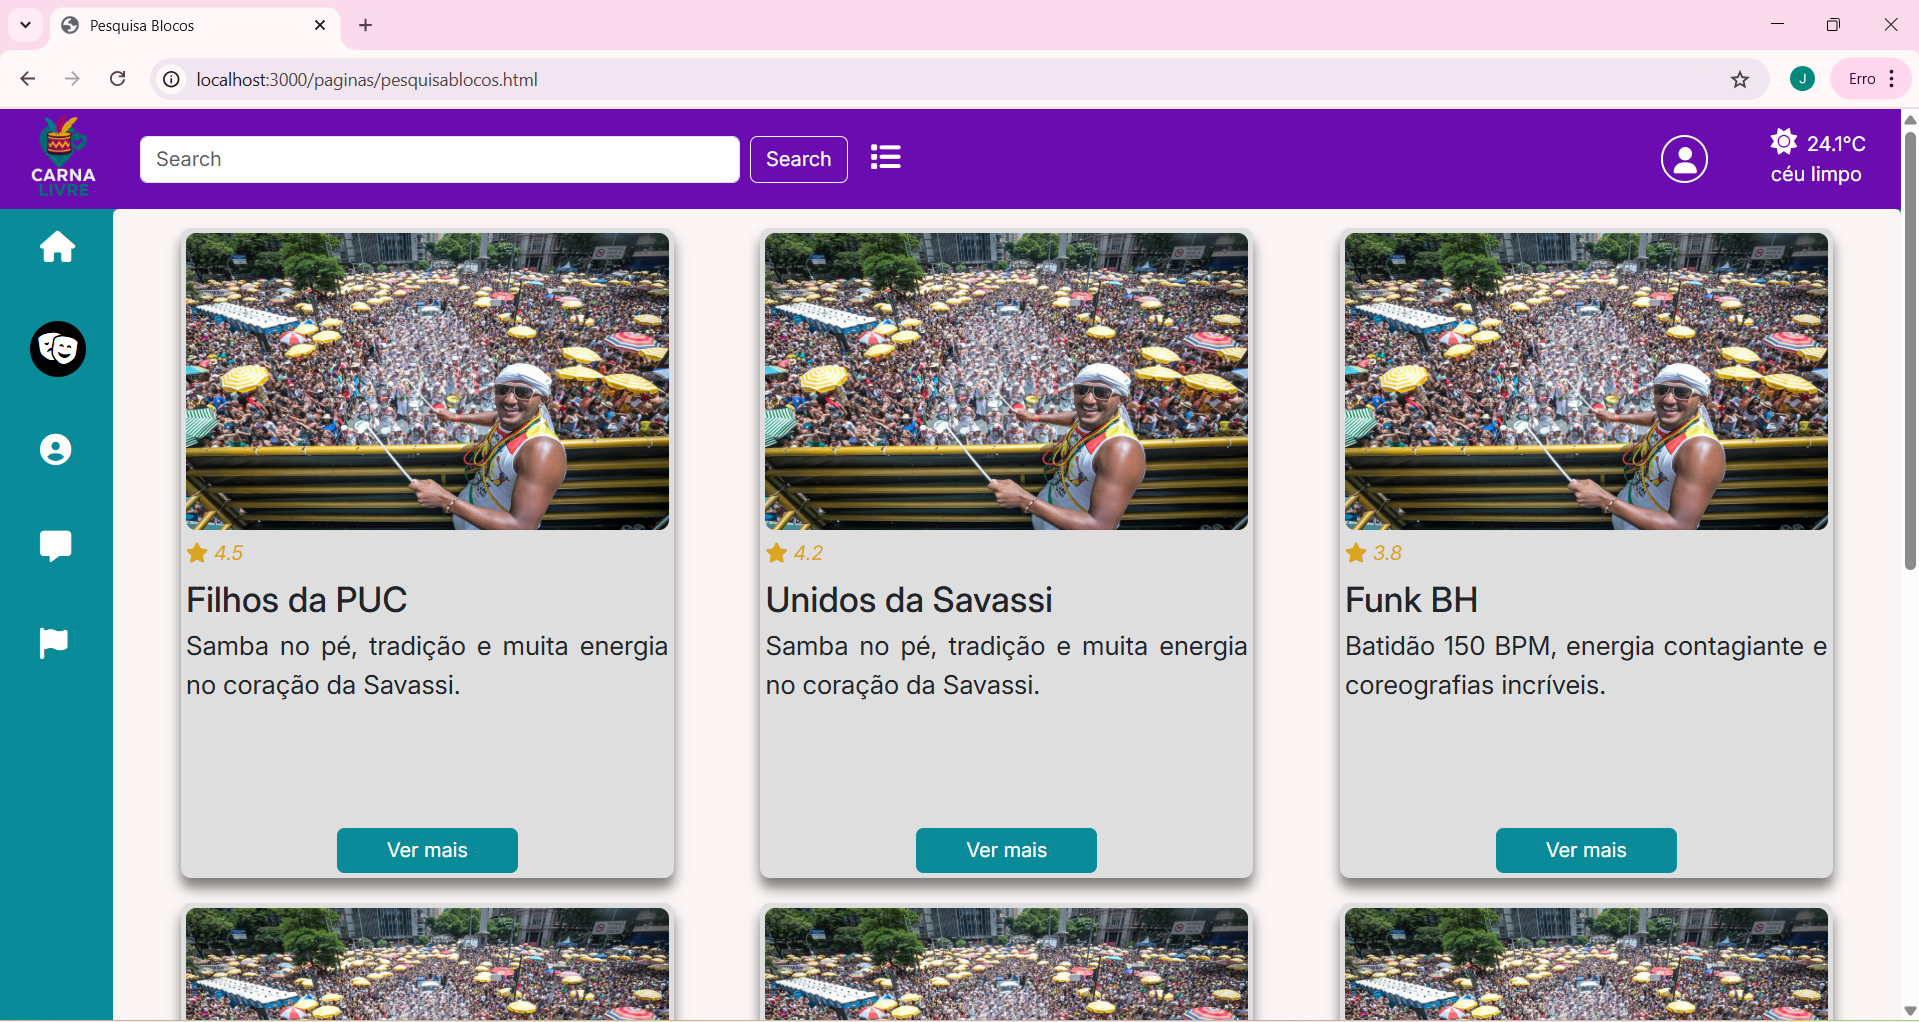 Pesquisa Blocos
localhost:3000/paginas/pesquisablocos.html
J
Erro
CARNA
LIVRE
Search
Search
24.1°C
céu limpo
4.5
Filhos da PUC
Samba no pé, tradição e muita energia
no coração da Savassi.
Ver mais
4.2
Unidos da Savassi
Samba no pé, tradição e muita energia
no coração da Savassi.
Ver mais
3.8
Funk BH
Batidão 150 BPM, energia contagiante e
coreografias incríveis.
Ver mais